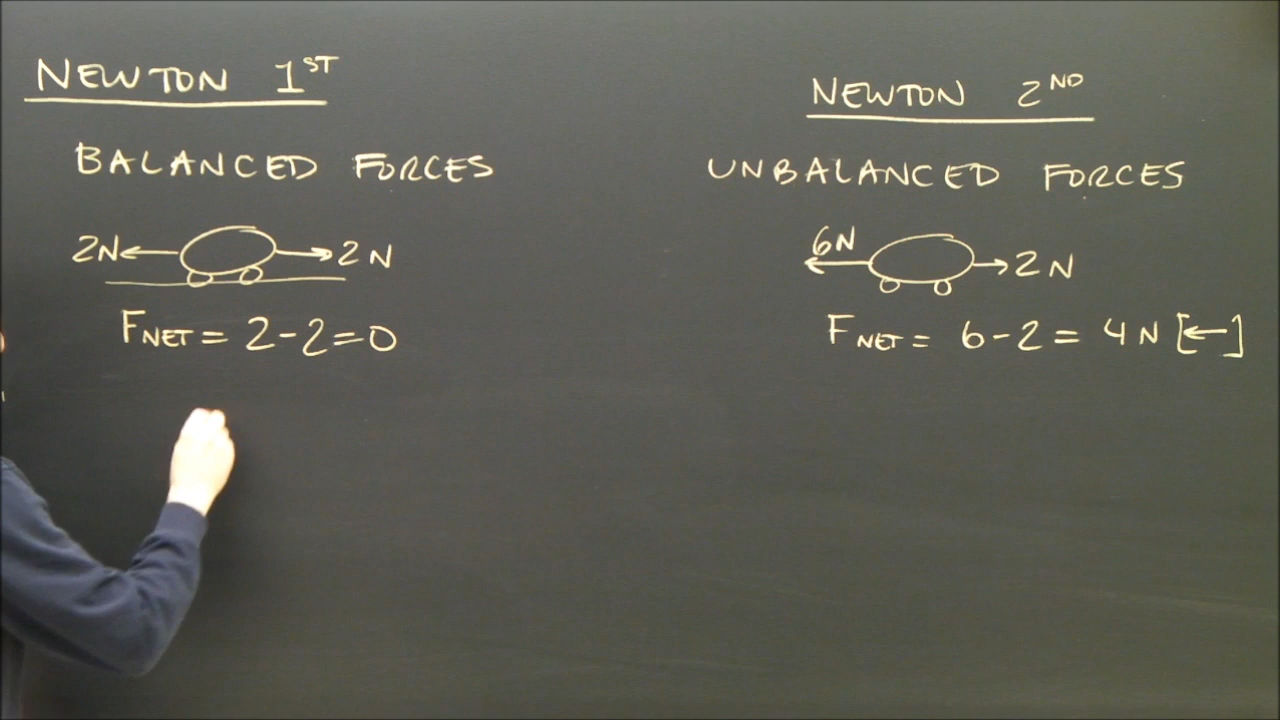 NEWTON 1ST
BALANCED FORCES
2N ← → 2N
FNET = 2-2=0
NEWTON 2ND
UNBALANCED FORCES
6N ← → 2N
FNET = 6-2 = 4N [←]